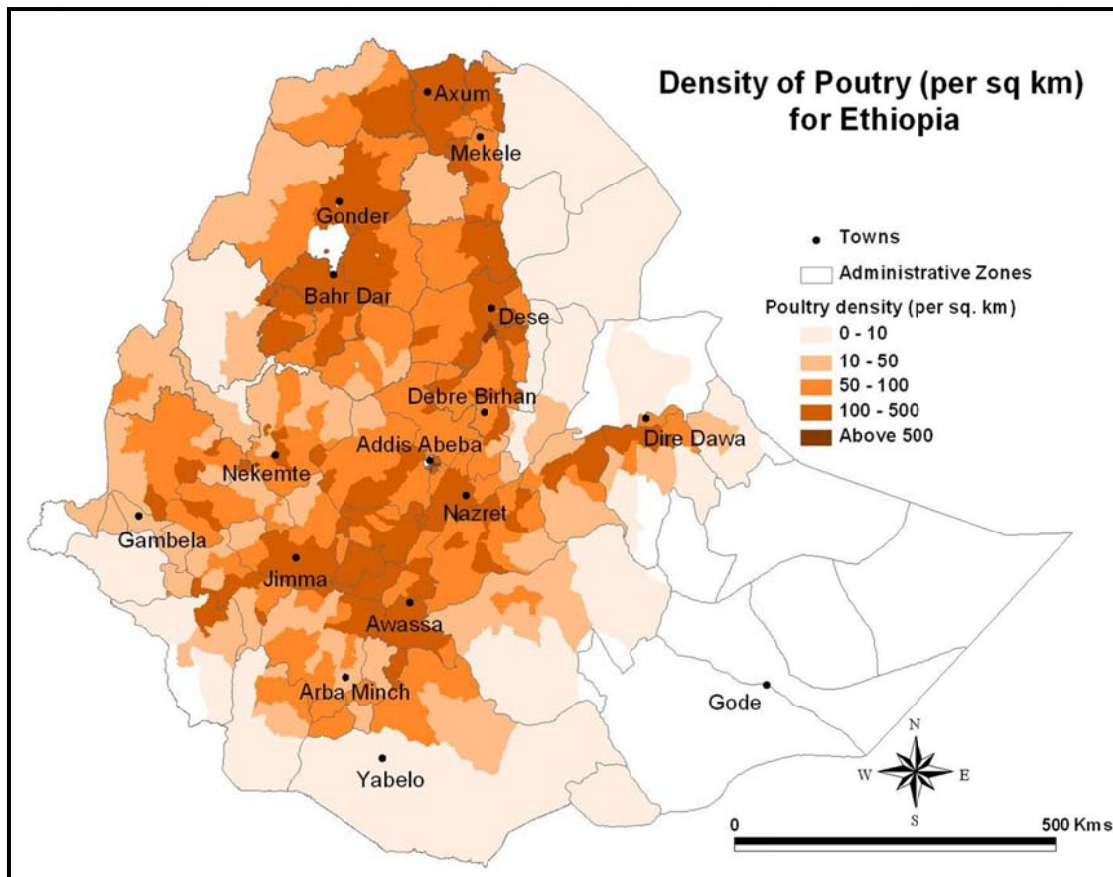 Density of Poutry (per sq km)
for Ethiopia
Axum
Mekele
Gonder
Towns
Administrative Zones
Bahr Dar
Dese
Poultry density (per sq. km)
0 - 10
10 - 50
50 - 100
100 - 500
Above 500
Debre Birhan
Addis Abeba
Dire Dawa
Nekemte
Nazret
Gambela
Jimma
Awassa
Arba Minch
Gode
Yabelo
N
W
E
S
0
500 Kms